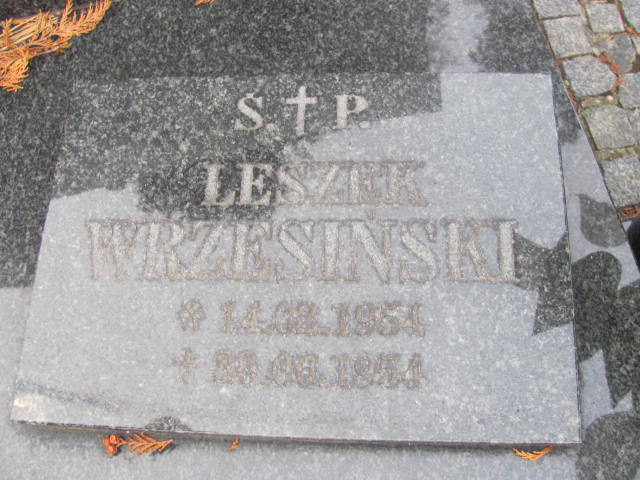 Ś. † P.
LESZEK
WRZESIŃSKI
* 14.02.1954
† 30.06.1954